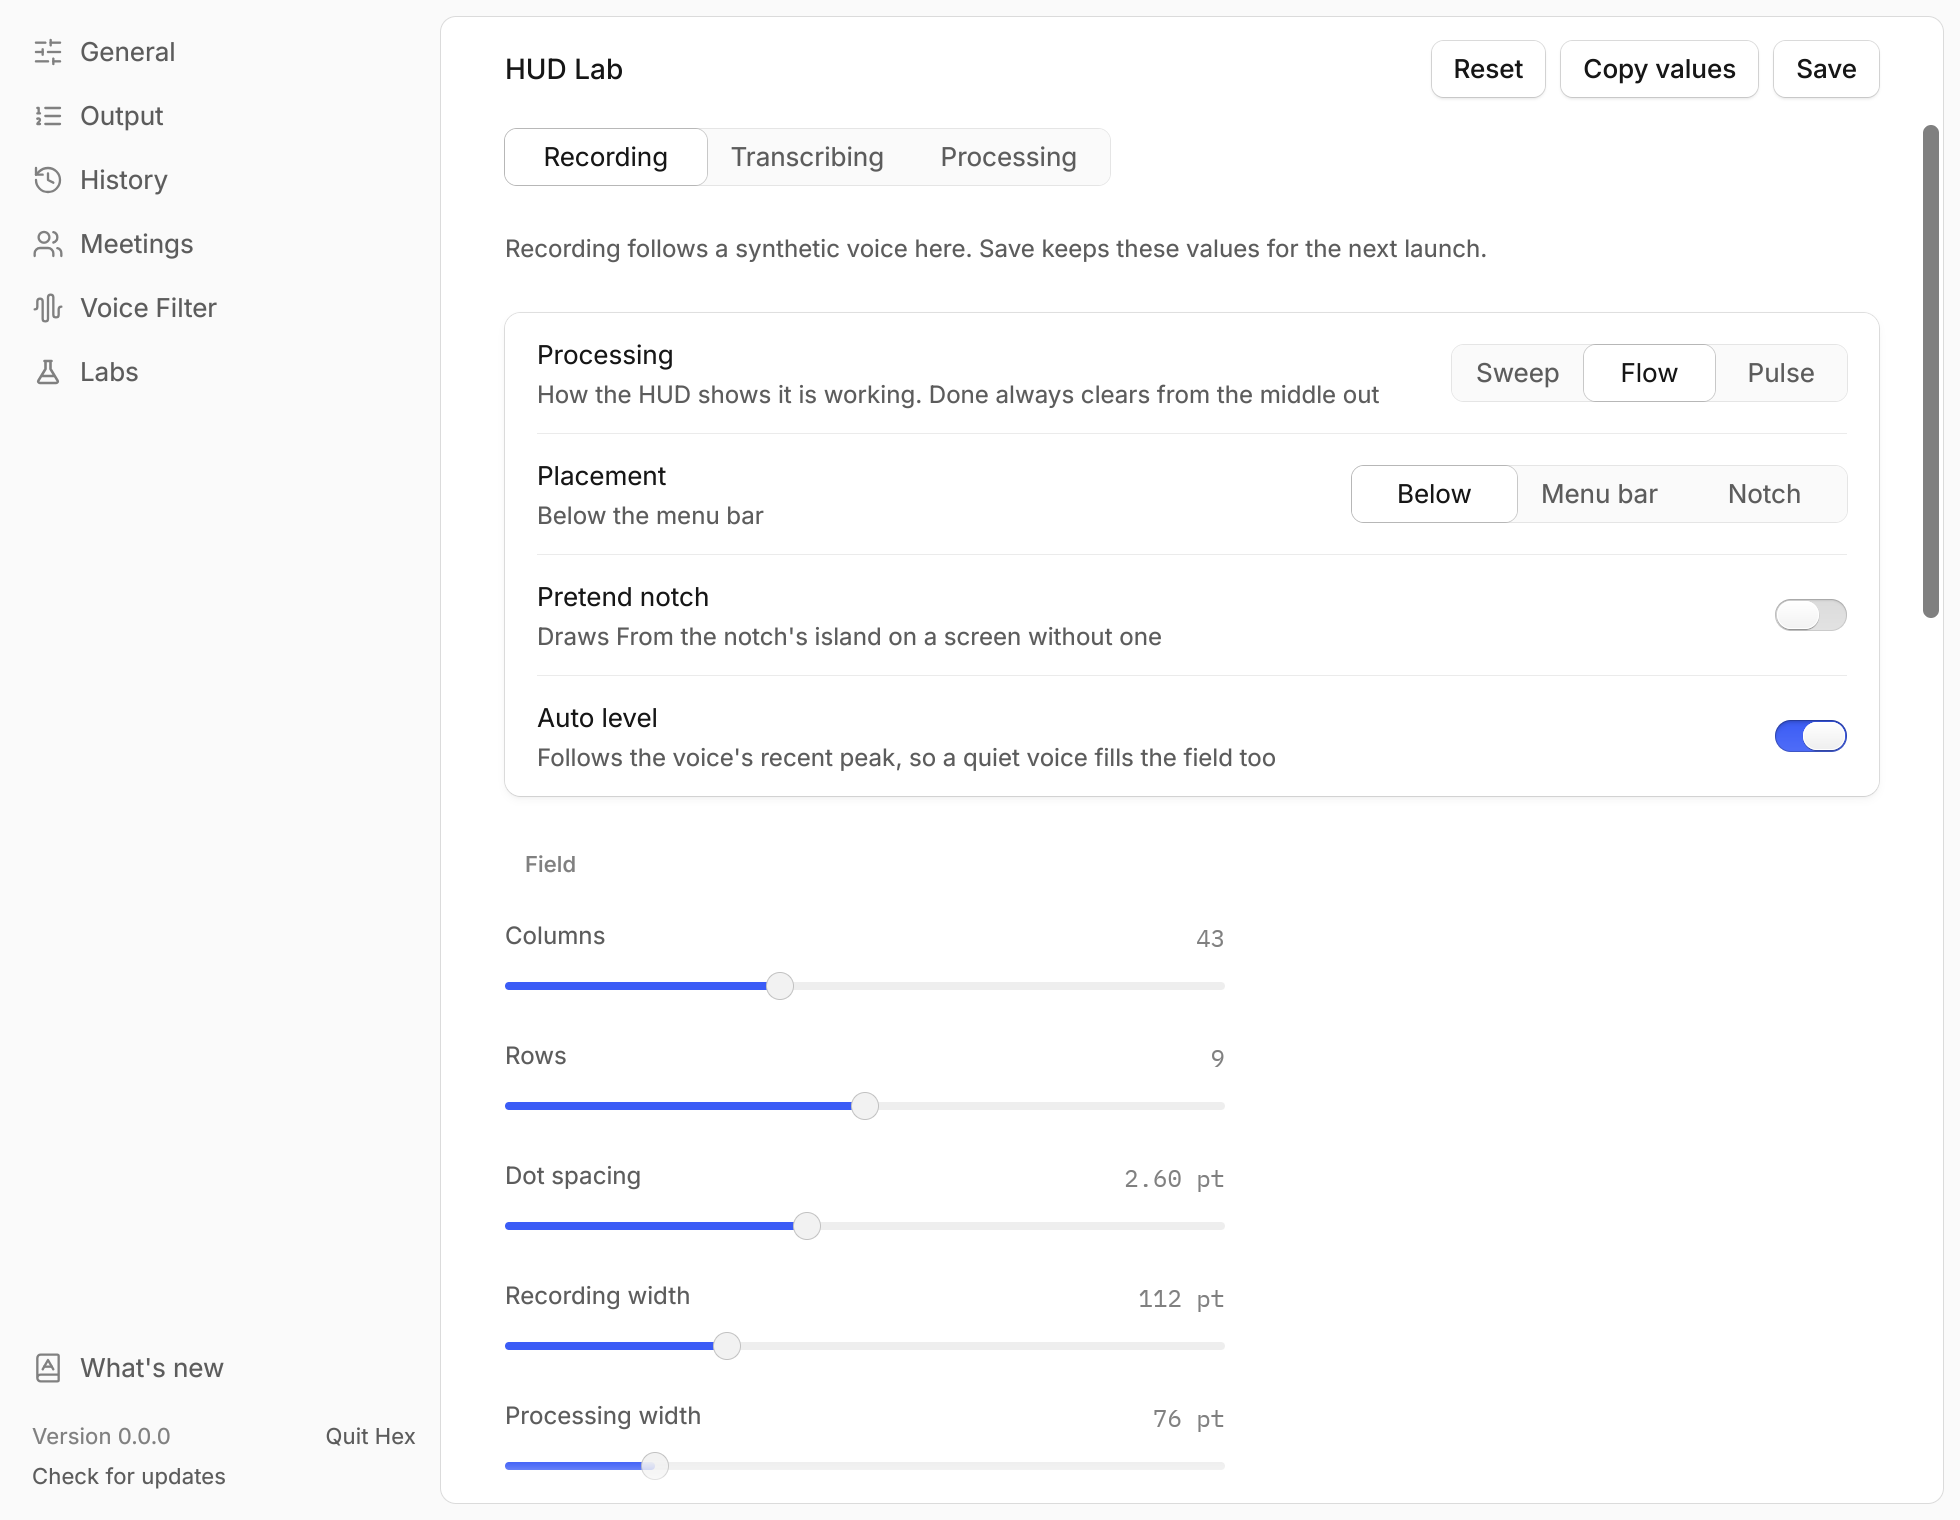 General
Output
History
Meetings
Voice Filter
Labs
What's new
Version 0.0.0
Quit Hex
Check for updates
HUD Lab
Reset
Copy values
Save
Recording
Transcribing
Processing
Recording follows a synthetic voice here. Save keeps these values for the next launch.
Processing
How the HUD shows it is working. Done always clears from the middle out
Sweep
Flow
Pulse
Placement
Below the menu bar
Below
Menu bar
Notch
Pretend notch
Draws From the notch's island on a screen without one
Auto level
Follows the voice's recent peak, so a quiet voice fills the field too
Field
Columns
43
Rows
9
Dot spacing
2.60 pt
Recording width
112 pt
Processing width
76 pt